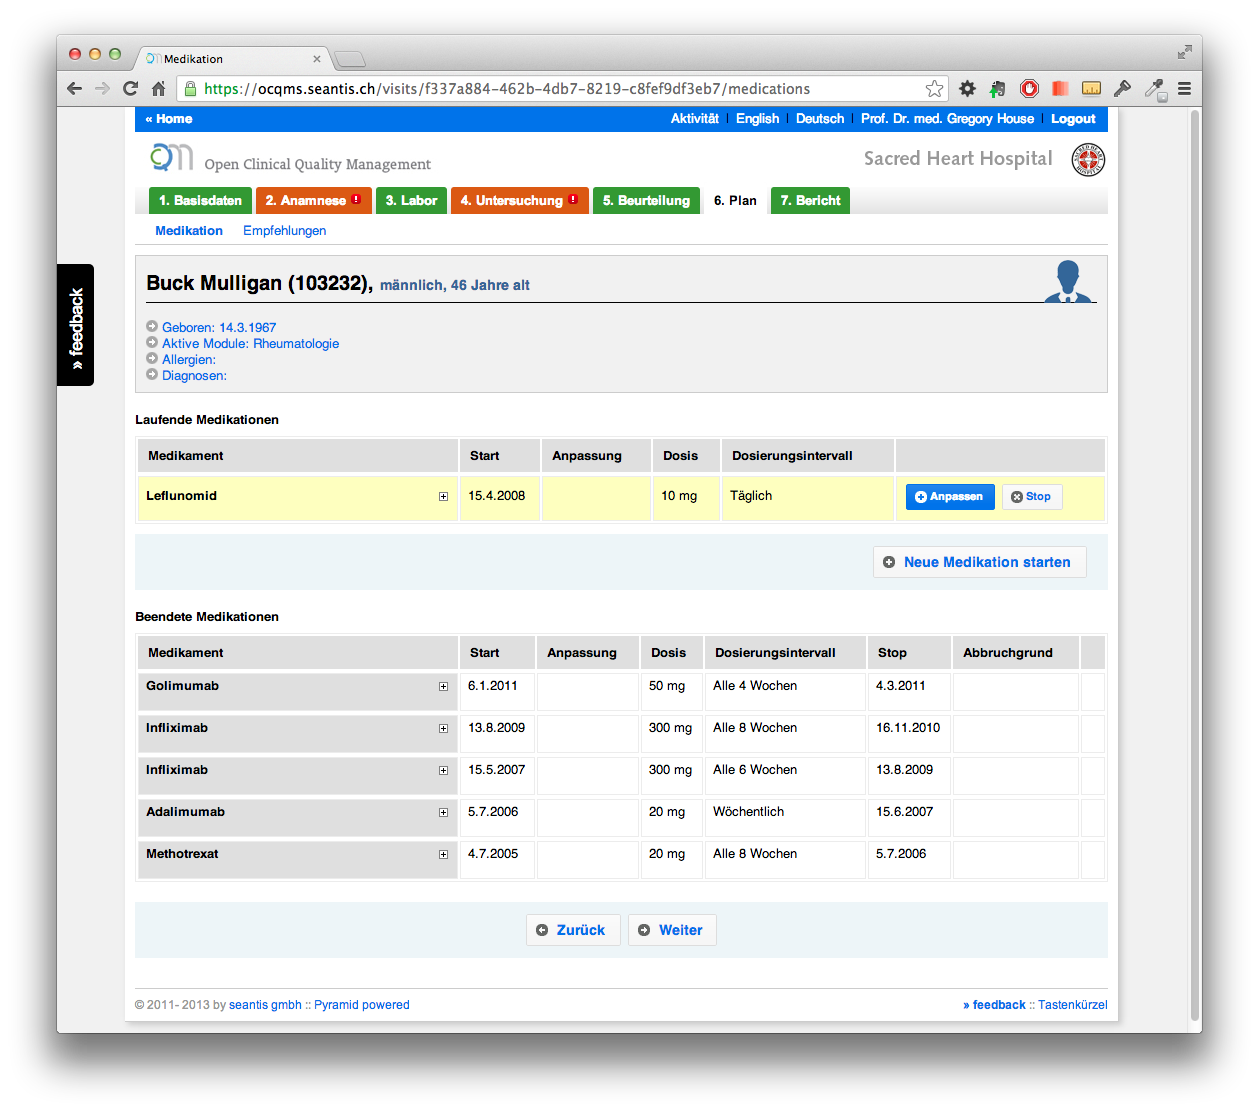 Medikation
https://ocqms.seantis.ch/visits/f337a884-462b-4db7-8219-c8fef9df3eb7/medications
« Home Aktivität English Deutsch Prof. Dr. med. Gregory House Logout
QM Open Clinical Quality Management Sacred Heart Hospital
SACRED HEART HOSPITAL
1. Basisdaten 2. Anamnese ! 3. Labor 4. Untersuchung ! 5. Beurteilung 6. Plan 7. Bericht
Medikation Empfehlungen
» feedback
Buck Mulligan (103232), männlich, 46 Jahre alt
Geboren: 14.3.1967
Aktive Module: Rheumatologie
Allergien:
Diagnosen:
Laufende Medikationen
Medikament Start Anpassung Dosis Dosierungsintervall
Leflunomid 15.4.2008 10 mg Täglich Anpassen Stop
Neue Medikation starten
Beendete Medikationen
Medikament Start Anpassung Dosis Dosierungsintervall Stop Abbruchgrund
Golimumab 6.1.2011 50 mg Alle 4 Wochen 4.3.2011
Infliximab 13.8.2009 300 mg Alle 8 Wochen 16.11.2010
Infliximab 15.5.2007 300 mg Alle 6 Wochen 13.8.2009
Adalimumab 5.7.2006 20 mg Wöchentlich 15.6.2007
Methotrexat 4.7.2005 20 mg Alle 8 Wochen 5.7.2006
Zurück Weiter
© 2011- 2013 by seantis gmbh :: Pyramid powered » feedback :: Tastenkürzel